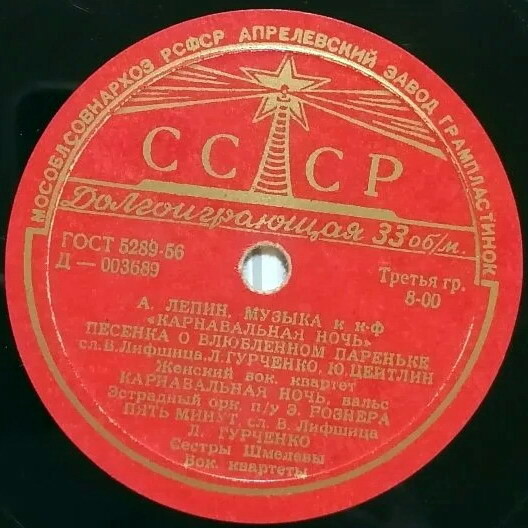 МОСОБЛСОВНАРХОЗ РСФСР АПРЕЛЕВСКИЙ ЗАВОД ГРАМПЛАСТИНОК
СССР
Долгоиграющая 33 об/м.
ГОСТ 5289-56
Д — 003689
Третья гр.
8-00
А. ЛЕПИН. МУЗЫКА к к-ф
«КАРНАВАЛЬНАЯ НОЧЬ»
ПЕСЕНКА О ВЛЮБЛЕННОМ ПАРЕНЬКЕ
сл. В. Лифшица, Л. ГУРЧЕНКО, Ю. ЦЕЙТЛИН
Женский вок. квартет
КАРНАВАЛЬНАЯ НОЧЬ, вальс
Эстрадный орк. п/у Э. РОЗНЕРА
ПЯТЬ МИНУТ, сл. В. Лифшица
Л. ГУРЧЕНКО
Сестры Шмелевы
Вок. квартеты